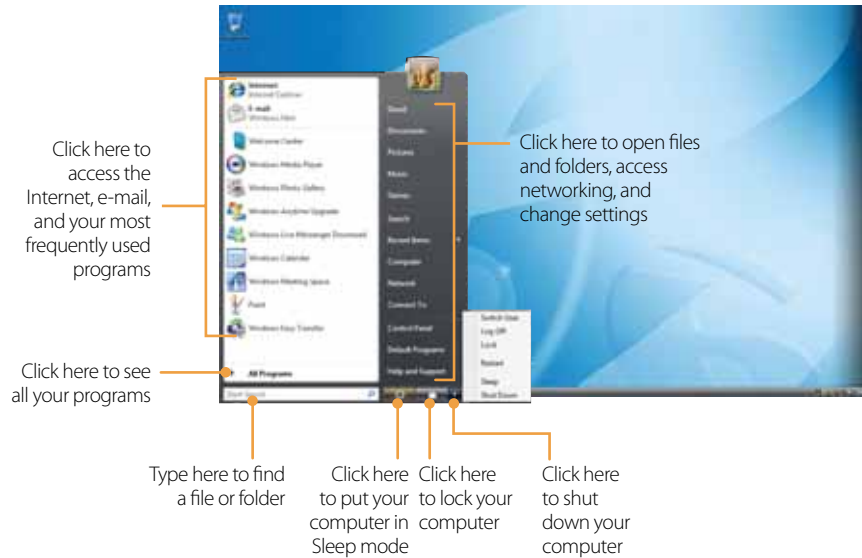 Internet
Internet Explorer
E-mail
Windows Mail
Welcome Center
Windows Media Player
Windows Photo Gallery
Windows Anytime Upgrade
Windows Live Messenger Download
Windows Calendar
Windows Meeting Space
Paint
Windows Easy Transfer
All Programs
Start Search
Documents
Pictures
Music
Games
Search
Recent Items
Computer
Network
Connect To
Control Panel
Default Programs
Help and Support
Switch User
Log Off
Lock
Restart
Sleep
Shut Down
Click here to
access the
Internet, e-mail,
and your most
frequently used
programs
Click here to open files
and folders, access
networking, and
change settings
Click here to see
all your programs
Type here to find
a file or folder
Click here
to put your
computer in
Sleep mode
Click here
to lock your
computer
Click here
to shut
down your
computer